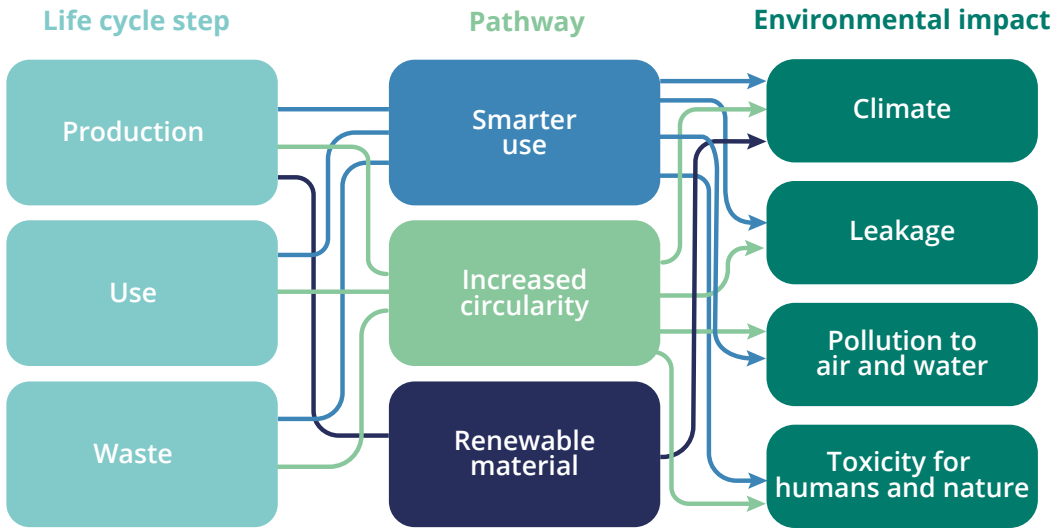 Life cycle step
Pathway
Environmental impact
Production
Smarter
use
Climate
Use
Increased
circularity
Leakage
Pollution to
air and water
Waste
Renewable
material
Toxicity for
humans and nature